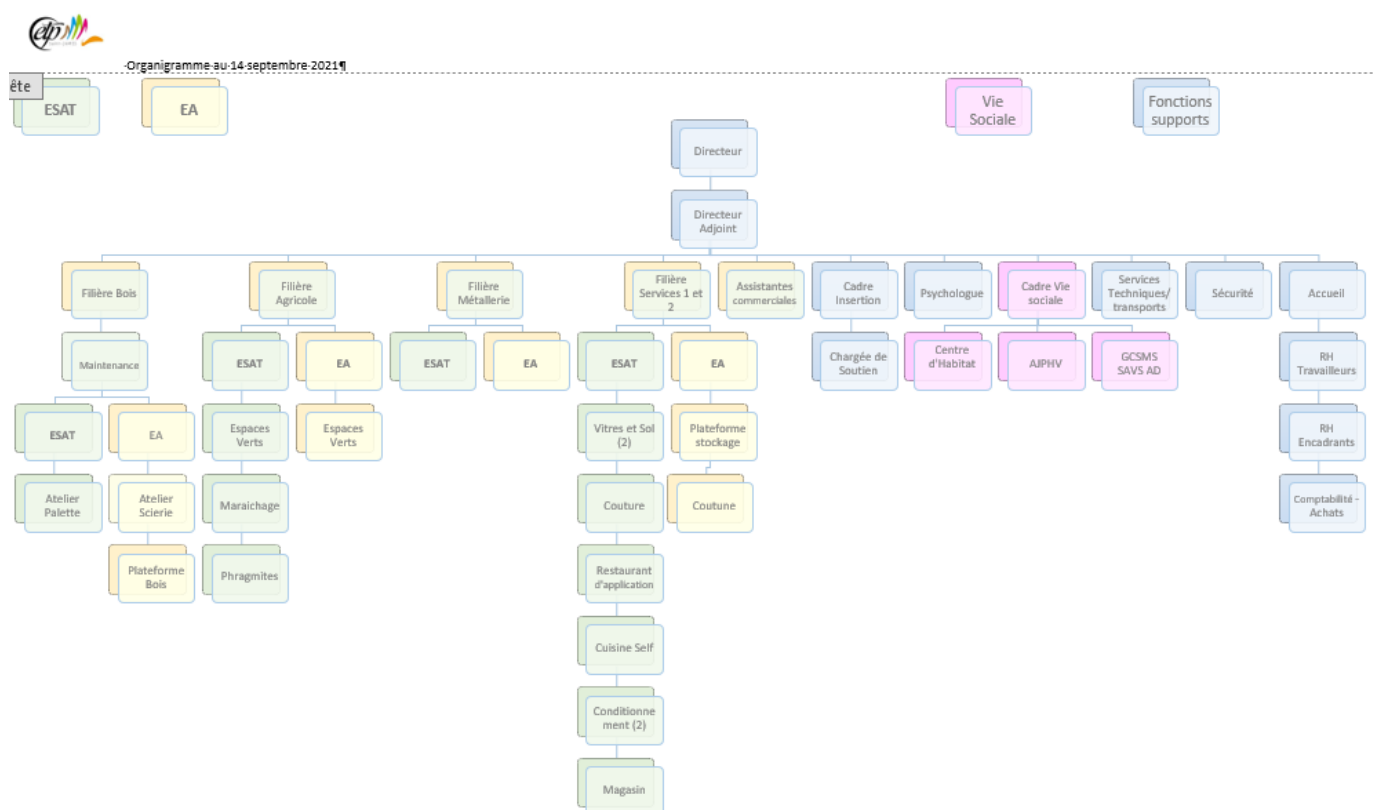 etp
·Organigramme·au·14·septembre·2021¶
ête
ESAT
EA
Vie
Sociale
Fonctions
supports
Directeur
Directeur
Adjoint
Filière Bois
Filière
Agricole
Filière
Métallerie
Filière
Services 1 et
2
Assistantes
commerciales
Cadre
Insertion
Psychologue
Cadre Vie
sociale
Services
Techniques/
transports
Sécurité
Accueil
Maintenance
ESAT
EA
ESAT
EA
ESAT
EA
Chargée de
Soutien
Centre
d'Habitat
AJPHV
GCSMS
SAVS AD
RH
Travailleurs
ESAT
EA
Espaces
Verts
Espaces
Verts
Vitres et Sol
(2)
Plateforme
stockage
RH
Encadrants
Atelier
Palette
Atelier
Scierie
Maraichage
Couture
Coutune
Comptabilité -
Achats
Plateforme
Bois
Phragmites
Restaurant
d'application
Cuisine Self
Conditionne
ment (2)
Magasin